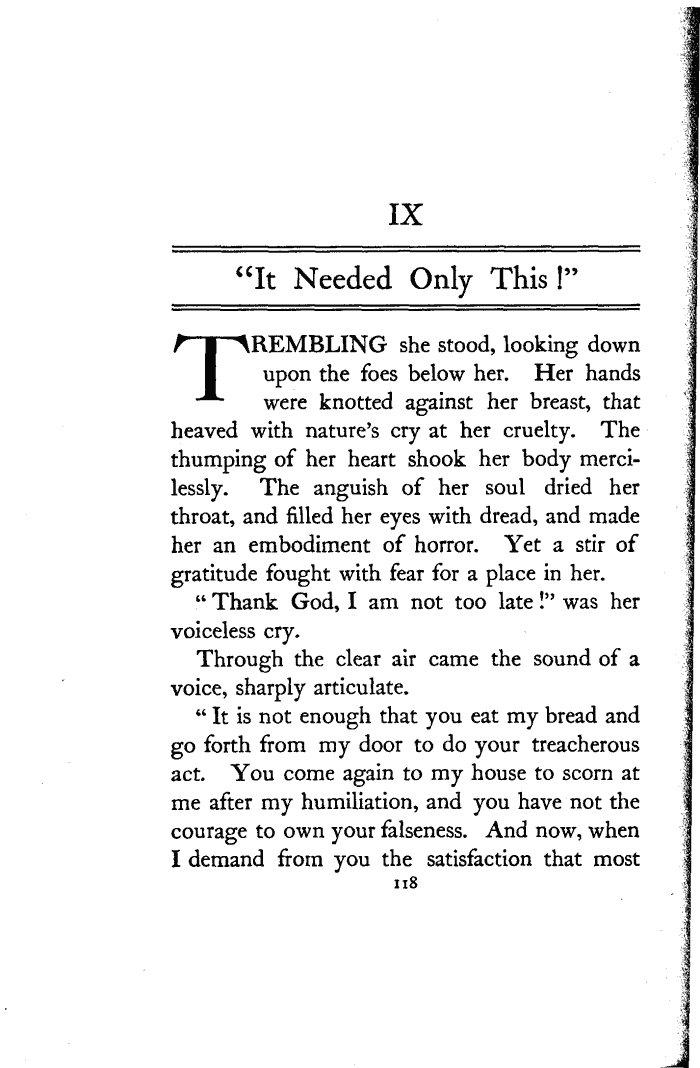 IX
“It Needed Only This!”
TREMBLING she stood, looking down
upon the foes below her. Her hands
were knotted against her breast, that
heaved with nature’s cry at her cruelty. The
thumping of her heart shook her body merci-
lessly. The anguish of her soul dried her
throat, and filled her eyes with dread, and made
her an embodiment of horror. Yet a stir of
gratitude fought with fear for a place in her.
“Thank God, I am not too late!” was her
voiceless cry.
Through the clear air came the sound of a
voice, sharply articulate.
“It is not enough that you eat my bread and
go forth from my door to do your treacherous
act. You come again to my house to scorn at
me after my humiliation, and you have not the
courage to own your falseness. And now, when
I demand from you the satisfaction that most
118